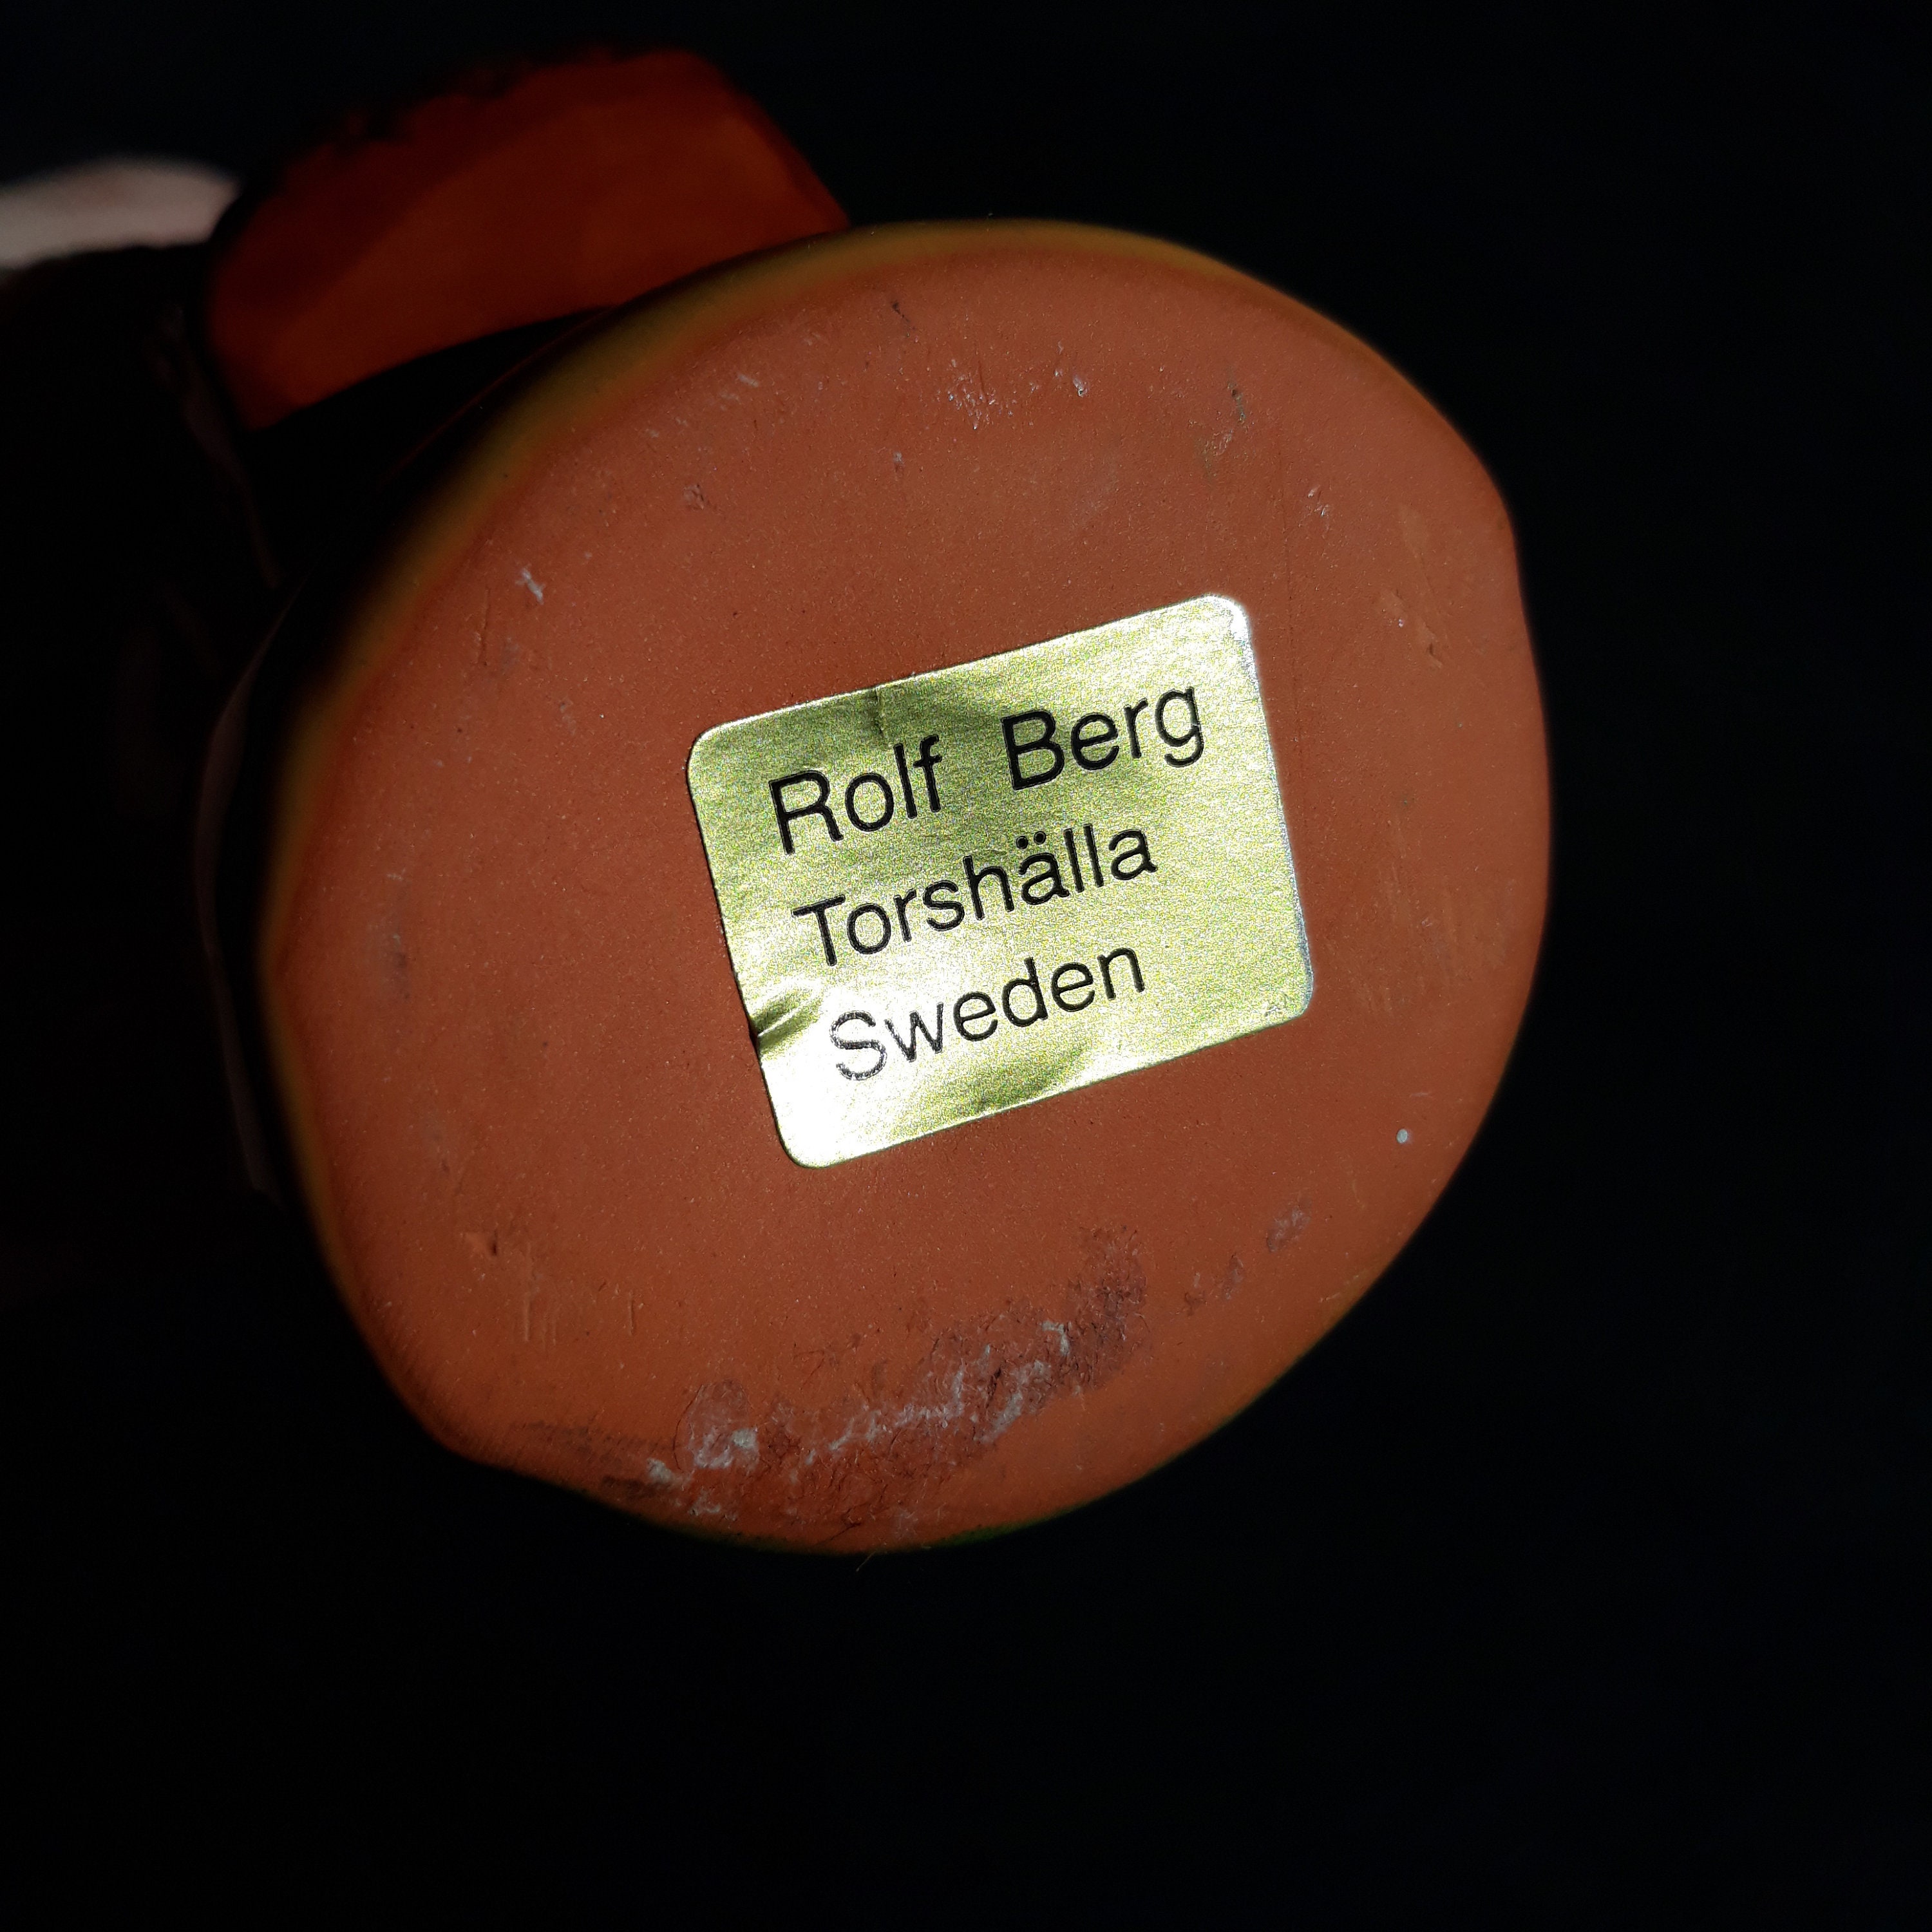 Rolf Berg
Torshälla
Sweden